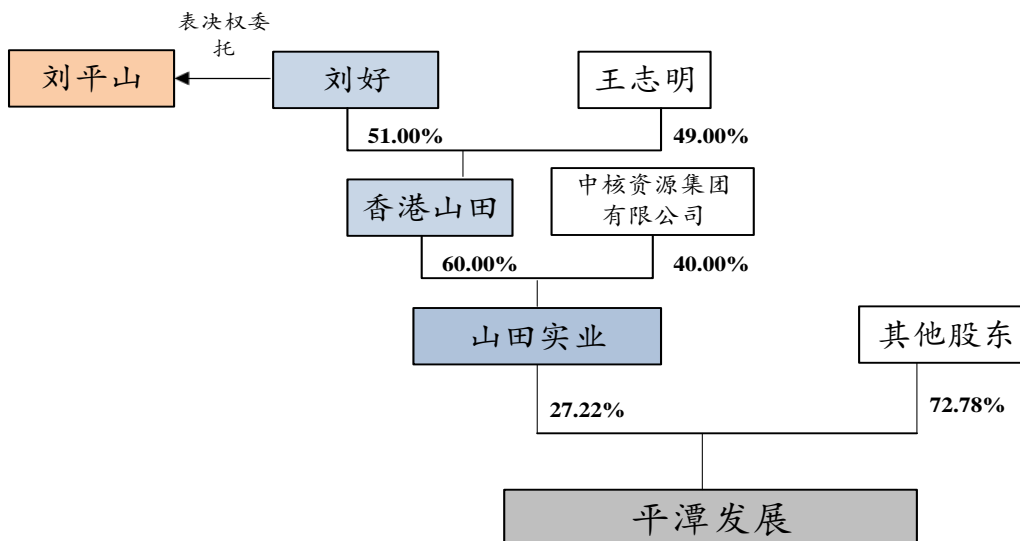 表决权委
托
刘平山
刘好
王志明
51.00%
49.00%
香港山田
中核资源集团
有限公司
60.00%
40.00%
山田实业
其他股东
27.22%
72.78%
平潭发展